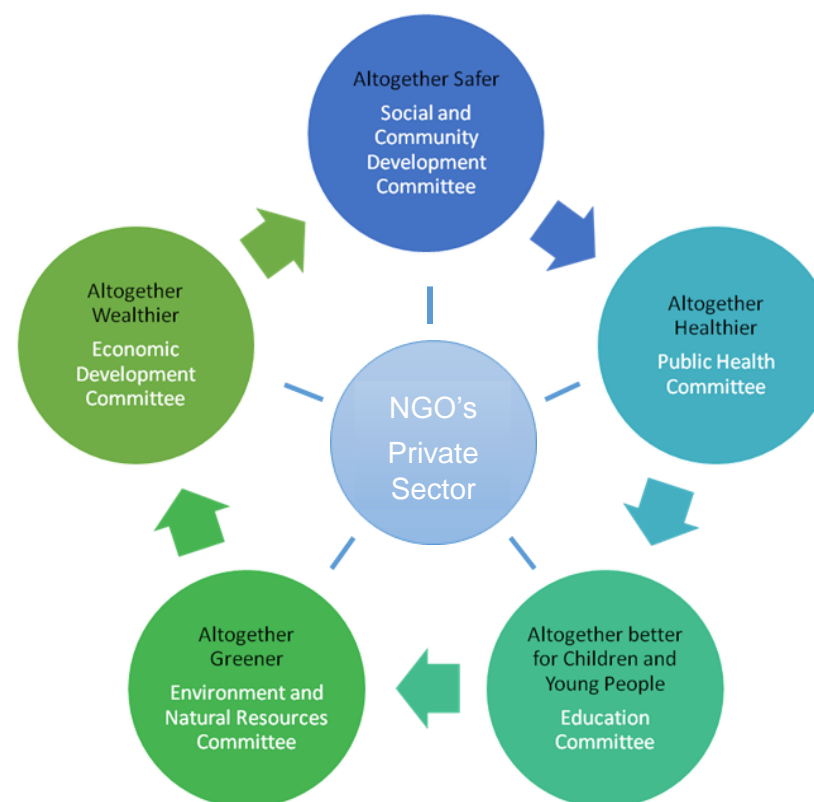 Altogether Safer
Social and
Community
Development
Committee
Altogether
Healthier
Public Health
Committee
Altogether better
for Children and
Young People
Education
Committee
Altogether
Greener
Environment and
Natural Resources
Committee
Altogether
Wealthier
Economic
Development
Committee
NGO’s
Private
Sector